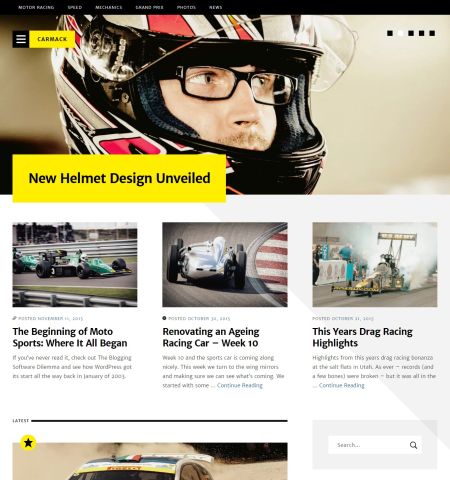 MOTOR RACING SPEED MECHANICS GRAND PRIX PHOTOS NEWS
CARMACK
New Helmet Design Unveiled
POSTED NOVEMBER 11, 2015
The Beginning of Moto
Sports: Where It All Began
If you've never read it, check out The Blogging
Software Dilemma and see how WordPress got
its start all the way back in January of 2003.
POSTED OCTOBER 30, 2015
Renovating an Ageing
Racing Car – Week 10
Week 10 and the sports car is coming along
nicely. This week we turn to the wing mirrors
and making sure we can see what's coming. We
started with some ... Continue Reading
POSTED OCTOBER 21, 2015
This Years Drag Racing
Highlights
Highlights from this years drag racing bonanza
at the salt flats in Utah. As ever – records (and
a few bones) were broken – but it was all in the
... Continue Reading
LATEST
Search...
PIRELLI